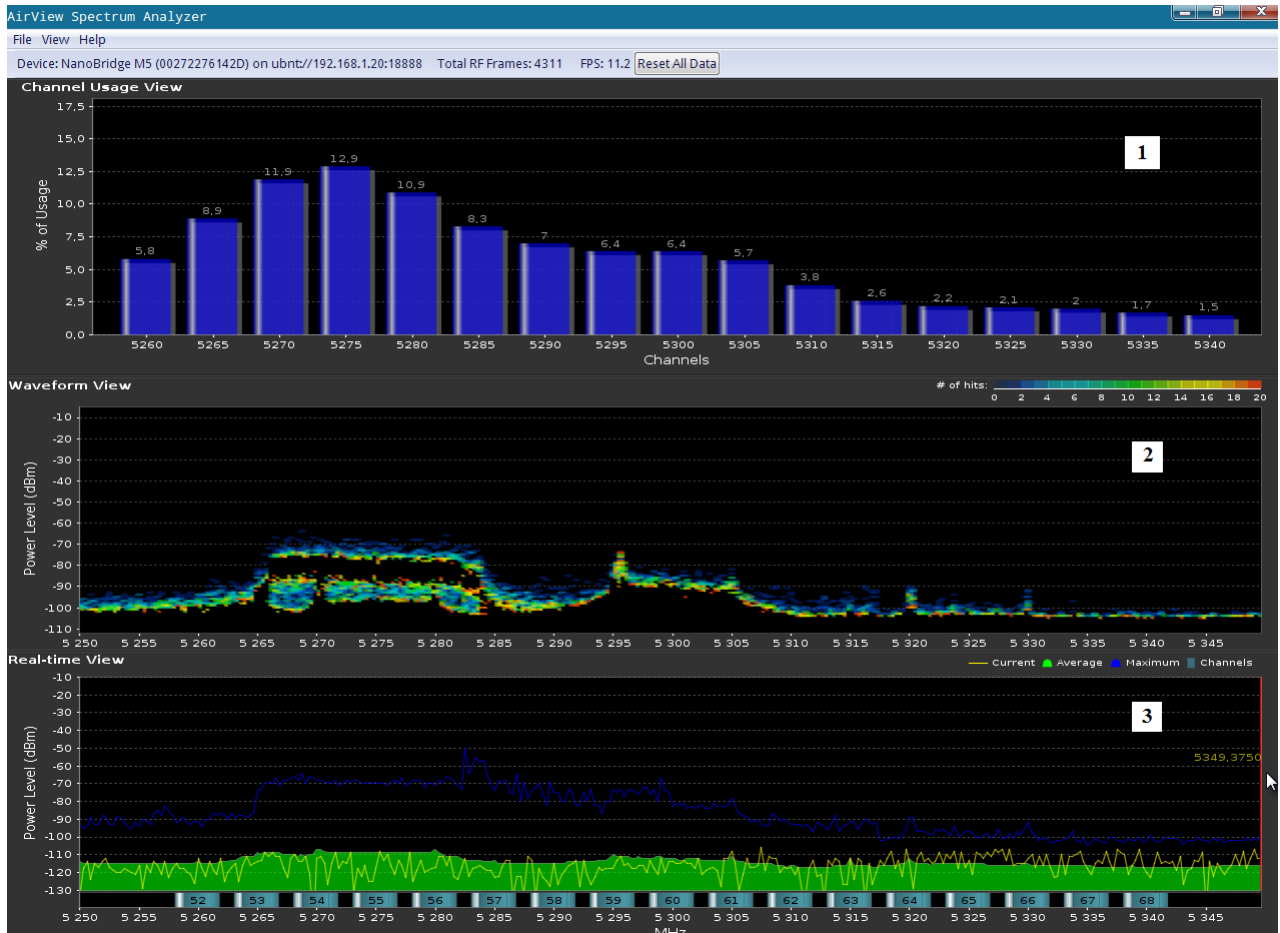 AirView Spectrum Analyzer
File View Help
Device: NanoBridge M5 (00272276142D) on ubnt://192.168.1.20:18888 Total RF Frames: 4311 FPS: 11.2 Reset All Data
Channel Usage View
17,5
15,0
12,5
10,0
7,5
5,0
2,5
0,0
% of Usage
5,8 8,9 11,9 12,9 10,9 8,3 7 6,4 6,4 5,7 3,8 2,6 2,2 2,1 2 1,7 1,5
1
5260 5265 5270 5275 5280 5285 5290 5295 5300 5305 5310 5315 5320 5325 5330 5335 5340
Channels
Waveform View
# of hits:
0 2 4 6 8 10 12 14 16 18 20
-10
-20
-30
-40
-50
-60
-70
-80
-90
-100
-110
Power Level (dBm)
2
5 250 5 255 5 260 5 265 5 270 5 275 5 280 5 285 5 290 5 295 5 300 5 305 5 310 5 315 5 320 5 325 5 330 5 335 5 340 5 345
Real-time View
Current Average Maximum Channels
-10
-20
-30
-40
-50
-60
-70
-80
-90
-100
-110
-120
-130
Power Level (dBm)
3
5349,3750
52 53 54 55 56 57 58 59 60 61 62 63 64 65 66 67 68
5 250 5 255 5 260 5 265 5 270 5 275 5 280 5 285 5 290 5 295 5 300 5 305 5 310 5 315 5 320 5 325 5 330 5 335 5 340 5 345
MHz